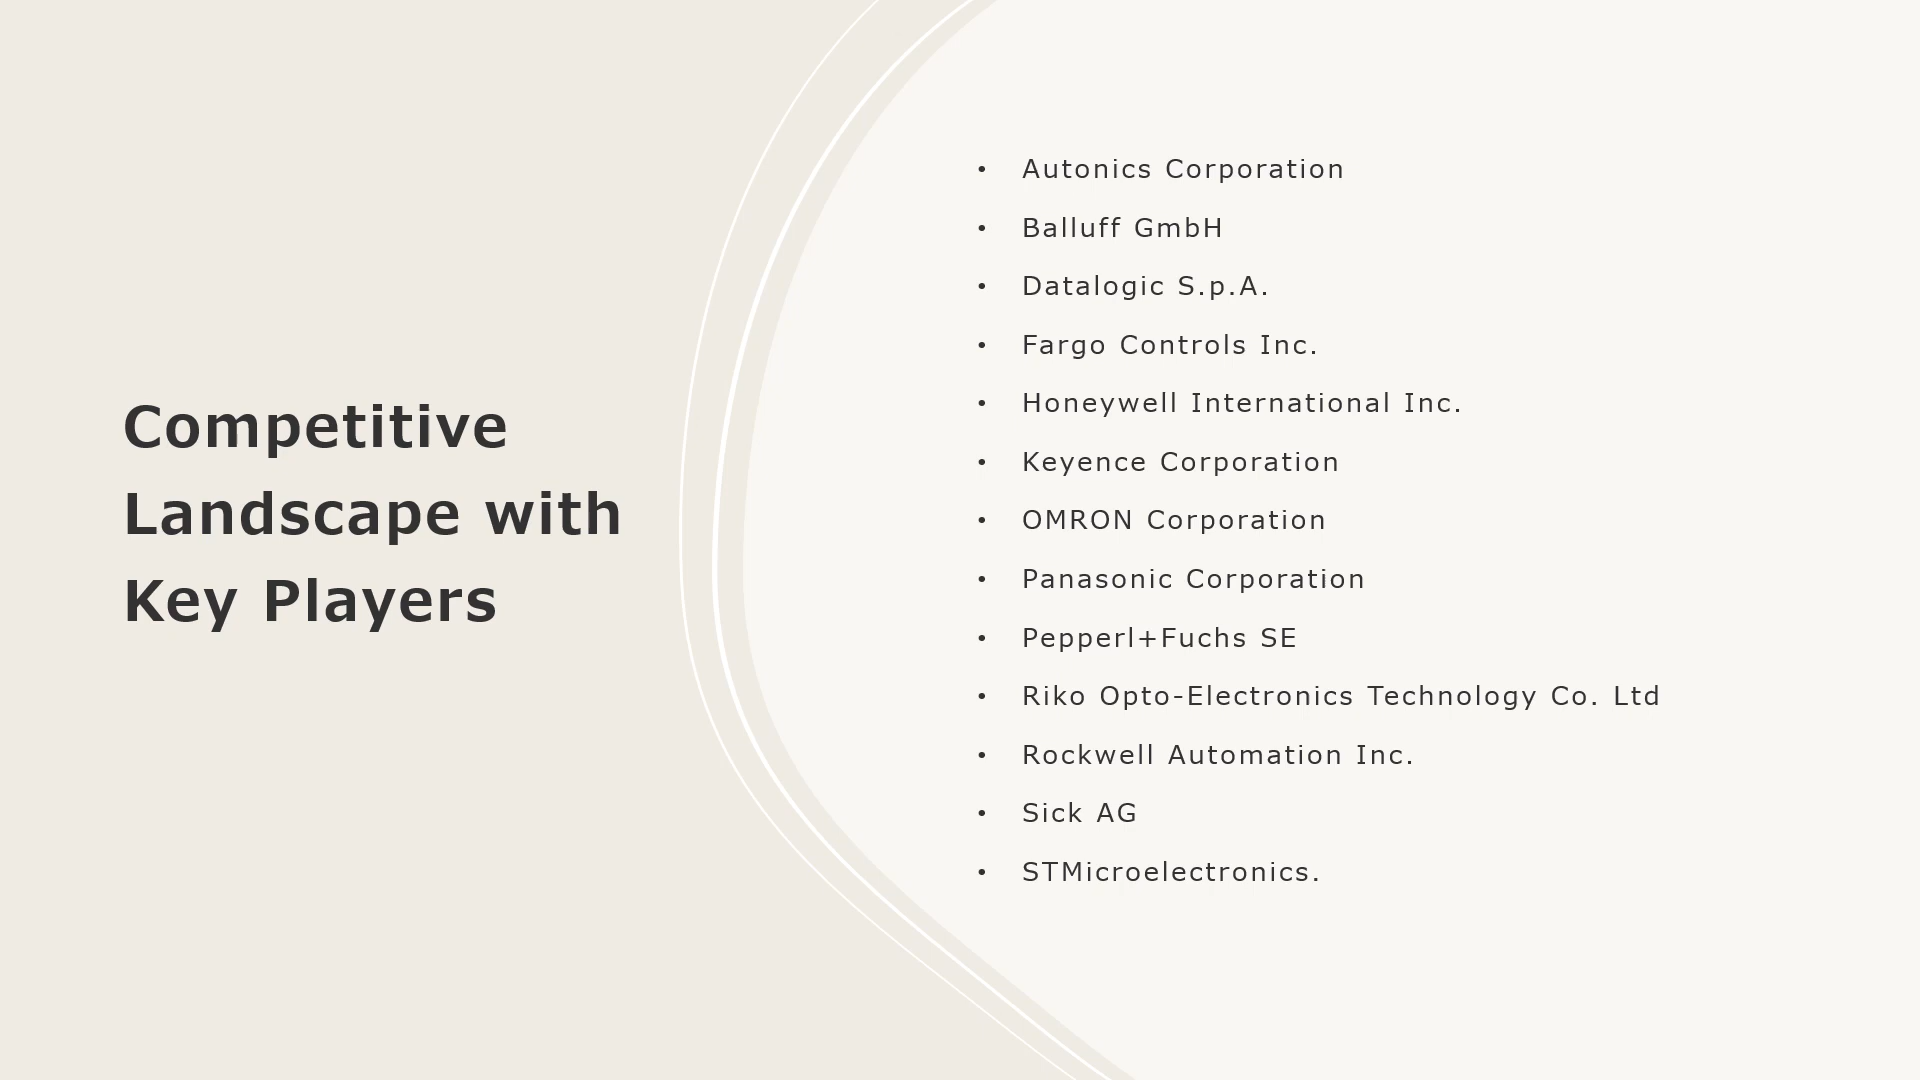 Competitive
Landscape with
Key Players
• Autonics Corporation
• Balluff GmbH
• Datalogic S.p.A.
• Fargo Controls Inc.
• Honeywell International Inc.
• Keyence Corporation
• OMRON Corporation
• Panasonic Corporation
• Pepperl+Fuchs SE
• Riko Opto-Electronics Technology Co. Ltd
• Rockwell Automation Inc.
• Sick AG
• STMicroelectronics.